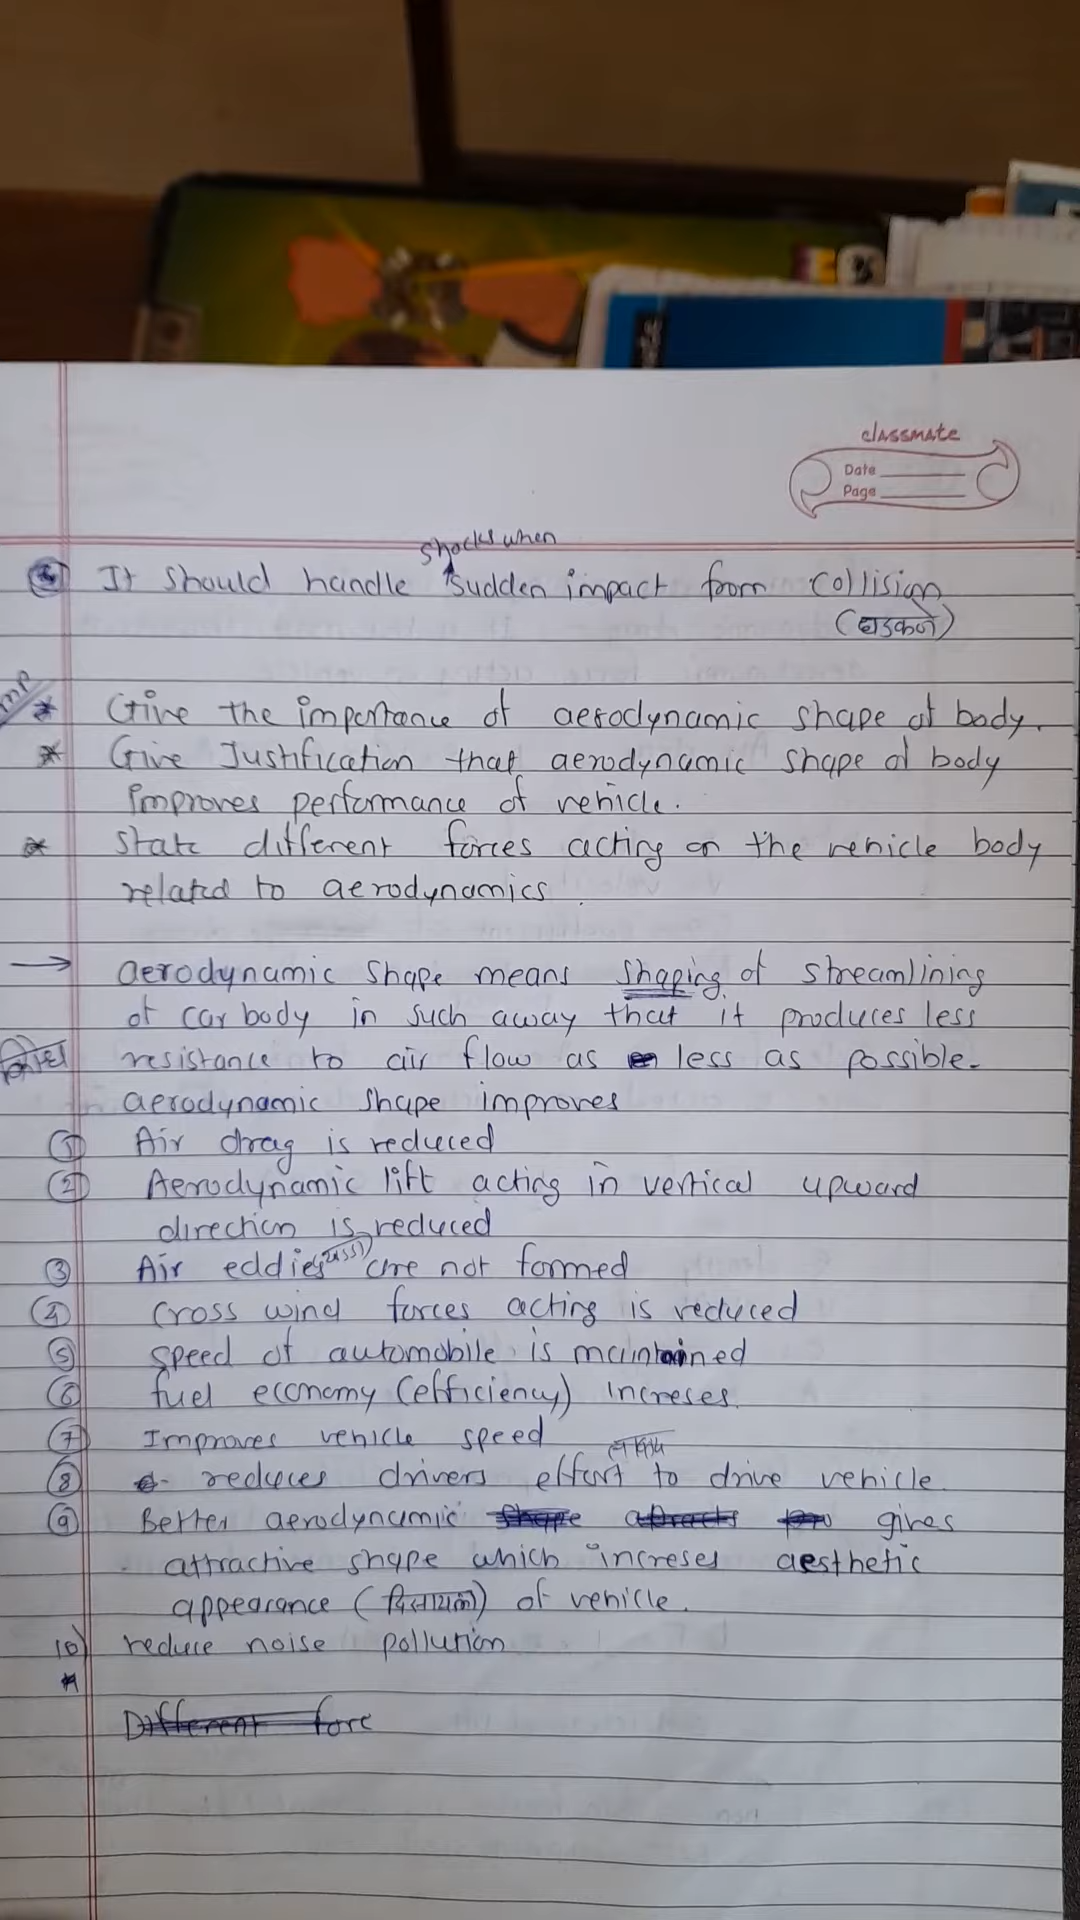 classmate
Date
Page
shocks when
It should handle sudden impact from collision
(धडकने)
Imp
* Give the importance of aerodynamic shape of body.
* Give Justification that aerodynamic shape of body
improves performance of vehicle.
* State different forces acting on the vehicle body
related to aerodynamics.
→ aerodynamic shape means shaping of streamlining
of car body in such away that it produces less
resistance to air flow as less as possible.
aerodynamic shape improves
① Air drag is reduced
② Aerodynamic lift acting in vertical upward
direction is reduced
③ Air eddies are not formed
④ cross wind forces acting is reduced
⑤ speed of automobile is maintained
⑥ fuel economy (efficiency) increses.
⑦ Improves vehicle speed
⑧ reduces drivers effort to drive vehicle.
⑨ Better aerodynamic shape gives
attractive shape which increses aesthetic
appearance of vehicle.
10) reduce noise pollution
*
Different forc